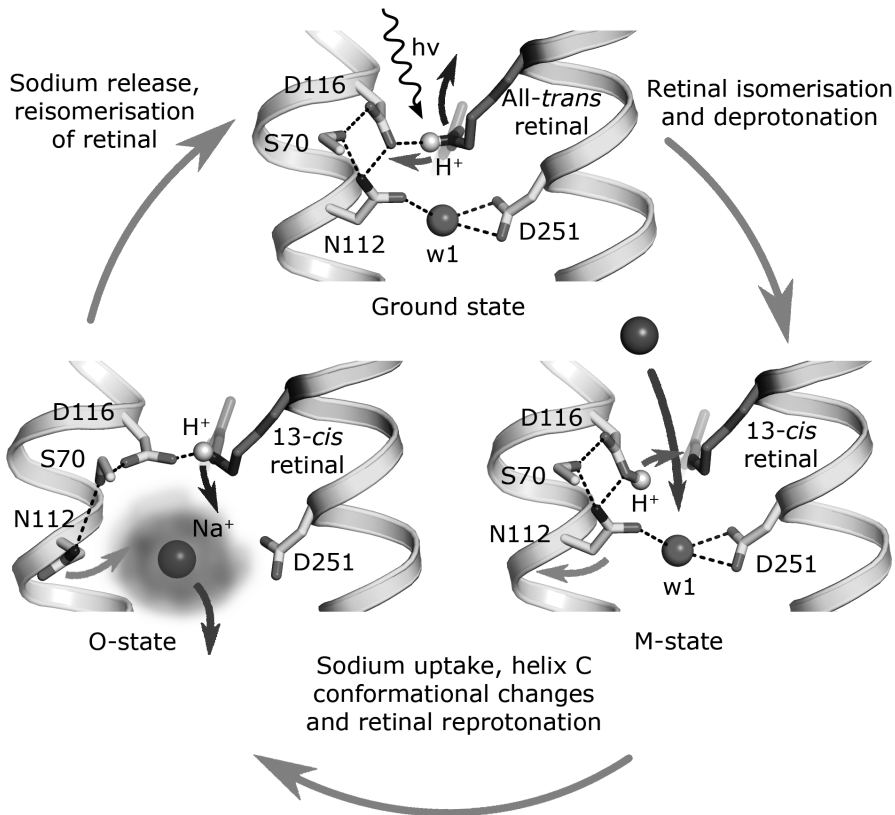 hv
D116
Sodium release,
reisomerisation
of retinal
All-trans
retinal
Retinal isomerisation
and deprotonation
S70
H+
N112
w1
D251
Ground state
D116
H+
S70
13-cis
retinal
N112
Na+
D251
O-state
D116
13-cis
retinal
S70
H+
N112
D251
w1
M-state
Sodium uptake, helix C
conformational changes
and retinal reprotonation